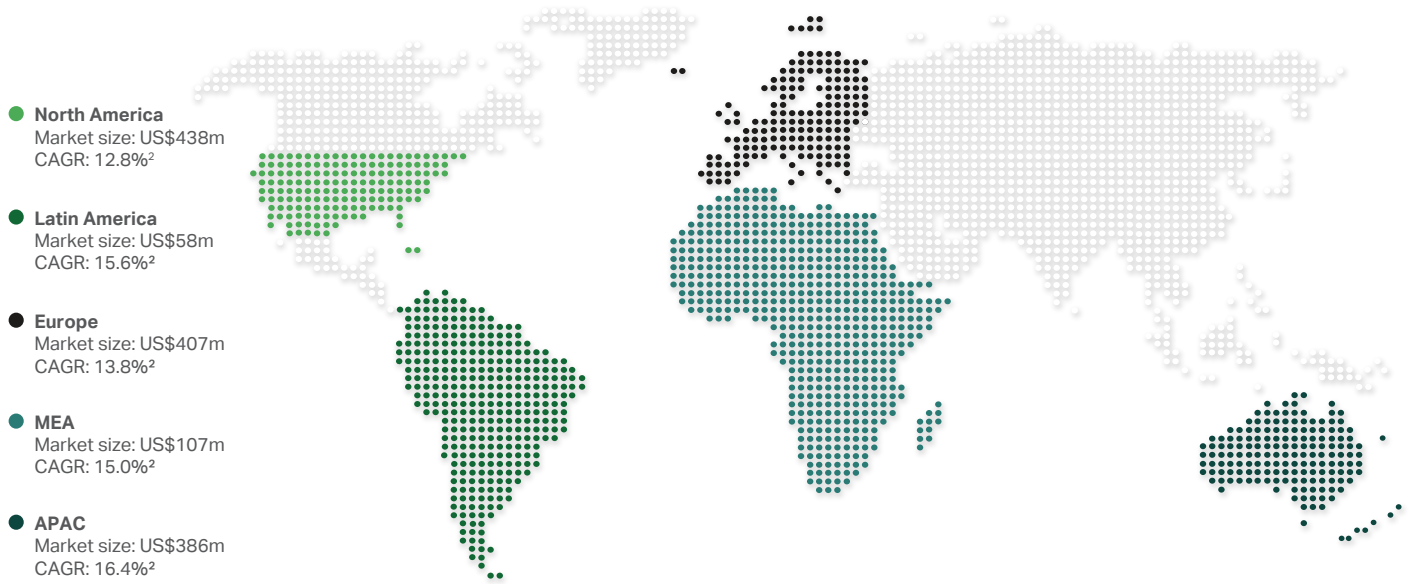 North America
Market size: US$438m
CAGR: 12.8%²
Latin America
Market size: US$58m
CAGR: 15.6%²
Europe
Market size: US$407m
CAGR: 13.8%²
MEA
Market size: US$107m
CAGR: 15.0%²
APAC
Market size: US$386m
CAGR: 16.4%²